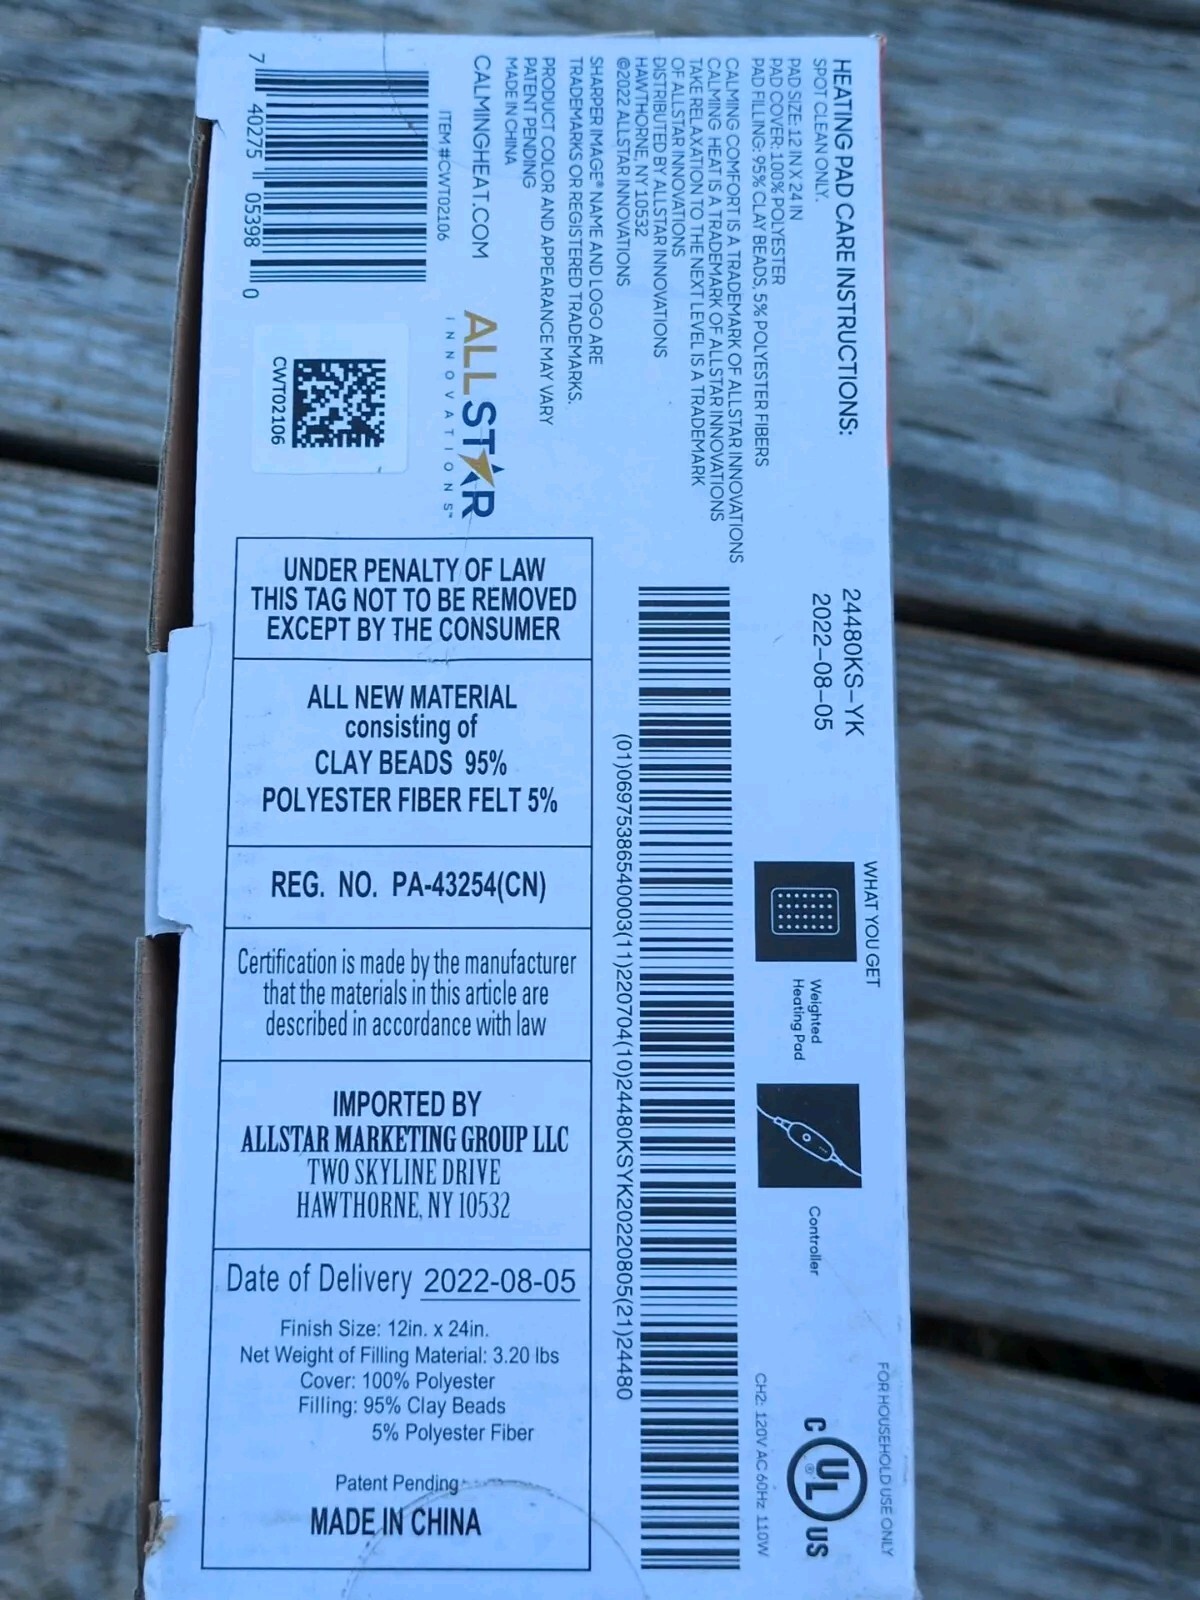 HEATING PAD CARE INSTRUCTIONS:
SPOT CLEAN ONLY.
PAD SIZE: 12 IN X 24 IN
PAD COVER: 100% POLYESTER
PAD FILLING: 95% CLAY BEADS, 5% POLYESTER FIBERS
CALMING COMFORT IS A TRADEMARK OF ALLSTAR INNOVATIONS
CALMING HEAT IS A TRADEMARK OF ALLSTAR INNOVATIONS
TAKE RELAXATION TO THE NEXT LEVEL IS A TRADEMARK
OF ALLSTAR INNOVATIONS
DISTRIBUTED BY ALLSTAR INNOVATIONS
HAWTHORNE, NY 10532
©2022 ALLSTAR INNOVATIONS
SHARPER IMAGE® NAME AND LOGO ARE
TRADEMARKS OR REGISTERED TRADEMARKS.
PRODUCT COLOR AND APPEARANCE MAY VARY
PATENT PENDING
MADE IN CHINA
CALMINGHEAT.COM
ITEM #CWT02106
7 40275 05398 0
ALLSTAR
INNOVATIONS™
CWT02106
24480KS-YK
2022-08-05
(01)06975386540003(11)220704(10)24480KSYK20220805(21)24480
WHAT YOU GET
Weighted
Heating Pad
Controller
FOR HOUSEHOLD USE ONLY
C UL® US
CH2: 120V AC 60Hz 110W
UNDER PENALTY OF LAW
THIS TAG NOT TO BE REMOVED
EXCEPT BY THE CONSUMER
ALL NEW MATERIAL
consisting of
CLAY BEADS 95%
POLYESTER FIBER FELT 5%
REG. NO. PA-43254(CN)
Certification is made by the manufacturer
that the materials in this article are
described in accordance with law
IMPORTED BY
ALLSTAR MARKETING GROUP LLC
TWO SKYLINE DRIVE
HAWTHORNE, NY 10532
Date of Delivery 2022-08-05
Finish Size: 12in. x 24in.
Net Weight of Filling Material: 3.20 lbs
Cover: 100% Polyester
Filling: 95% Clay Beads
5% Polyester Fiber
Patent Pending
MADE IN CHINA